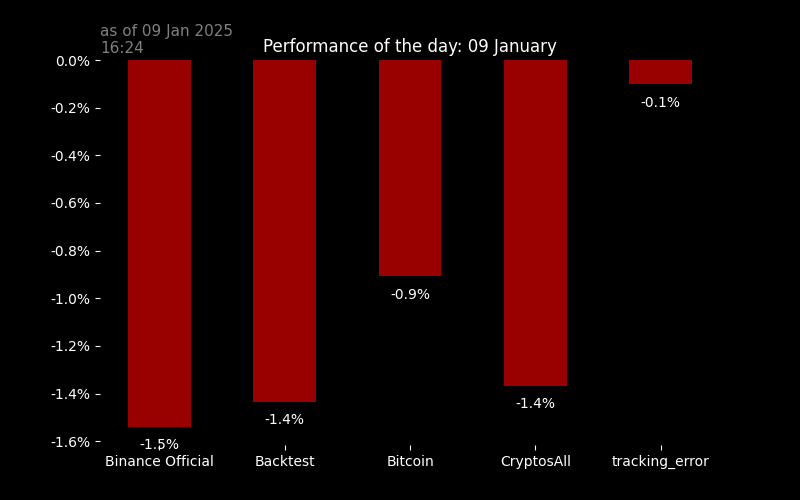 as of 09 Jan 2025
16:24
Performance of the day: 09 January
0.0%
-0.2%
-0.4%
-0.6%
-0.8%
-1.0%
-1.2%
-1.4%
-1.6%
-1.5%
-1.4%
-0.9%
-1.4%
-0.1%
Binance Official
Backtest
Bitcoin
CryptosAll
tracking_error